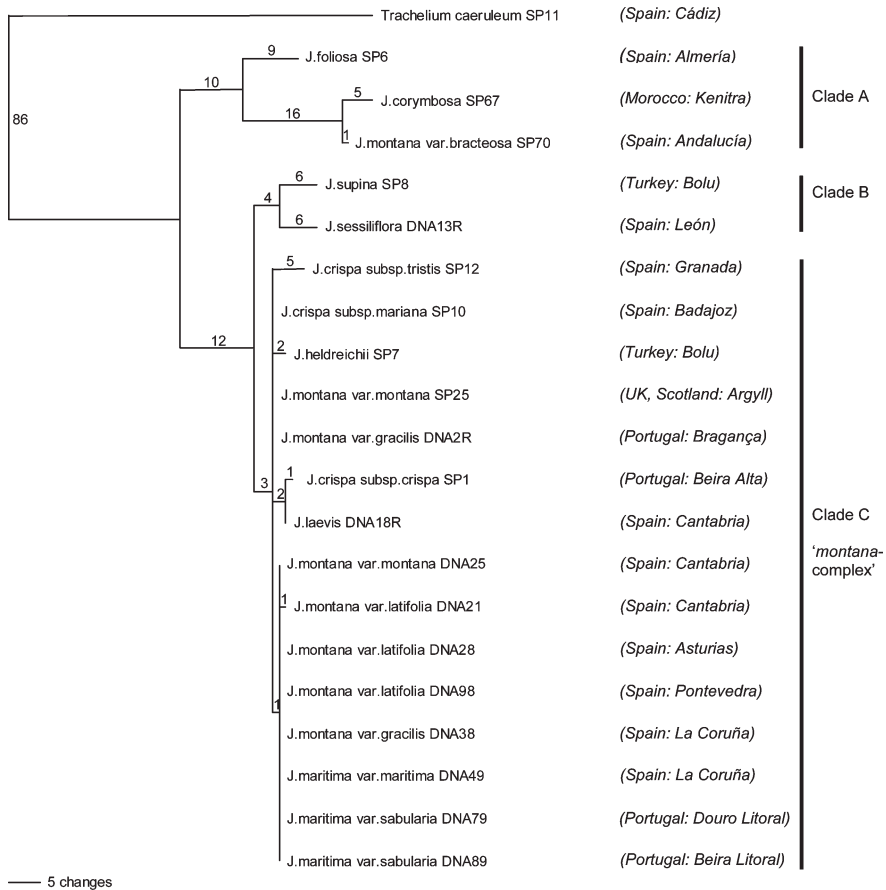 Trachelium caeruleum SP11 (Spain: Cádiz)
9
J.foliosa SP6 (Spain: Almería)
10
5
J.corymbosa SP67 (Morocco: Kenitra)
Clade A
86
16
1
J.montana var.bracteosa SP70 (Spain: Andalucía)
6
J.supina SP8 (Turkey: Bolu)
4
Clade B
6
J.sessiliflora DNA13R (Spain: León)
5
J.crispa subsp.tristis SP12 (Spain: Granada)
J.crispa subsp.mariana SP10 (Spain: Badajoz)
12
2
J.heldreichii SP7 (Turkey: Bolu)
J.montana var.montana SP25 (UK, Scotland: Argyll)
J.montana var.gracilis DNA2R (Portugal: Bragança)
1
J.crispa subsp.crispa SP1 (Portugal: Beira Alta)
3
2
J.laevis DNA18R (Spain: Cantabria)
Clade C
‘montana-
complex’
J.montana var.montana DNA25 (Spain: Cantabria)
1
J.montana var.latifolia DNA21 (Spain: Cantabria)
J.montana var.latifolia DNA28 (Spain: Asturias)
J.montana var.latifolia DNA98 (Spain: Pontevedra)
1
J.montana var.gracilis DNA38 (Spain: La Coruña)
J.maritima var.maritima DNA49 (Spain: La Coruña)
J.maritima var.sabularia DNA79 (Portugal: Douro Litoral)
J.maritima var.sabularia DNA89 (Portugal: Beira Litoral)
5 changes